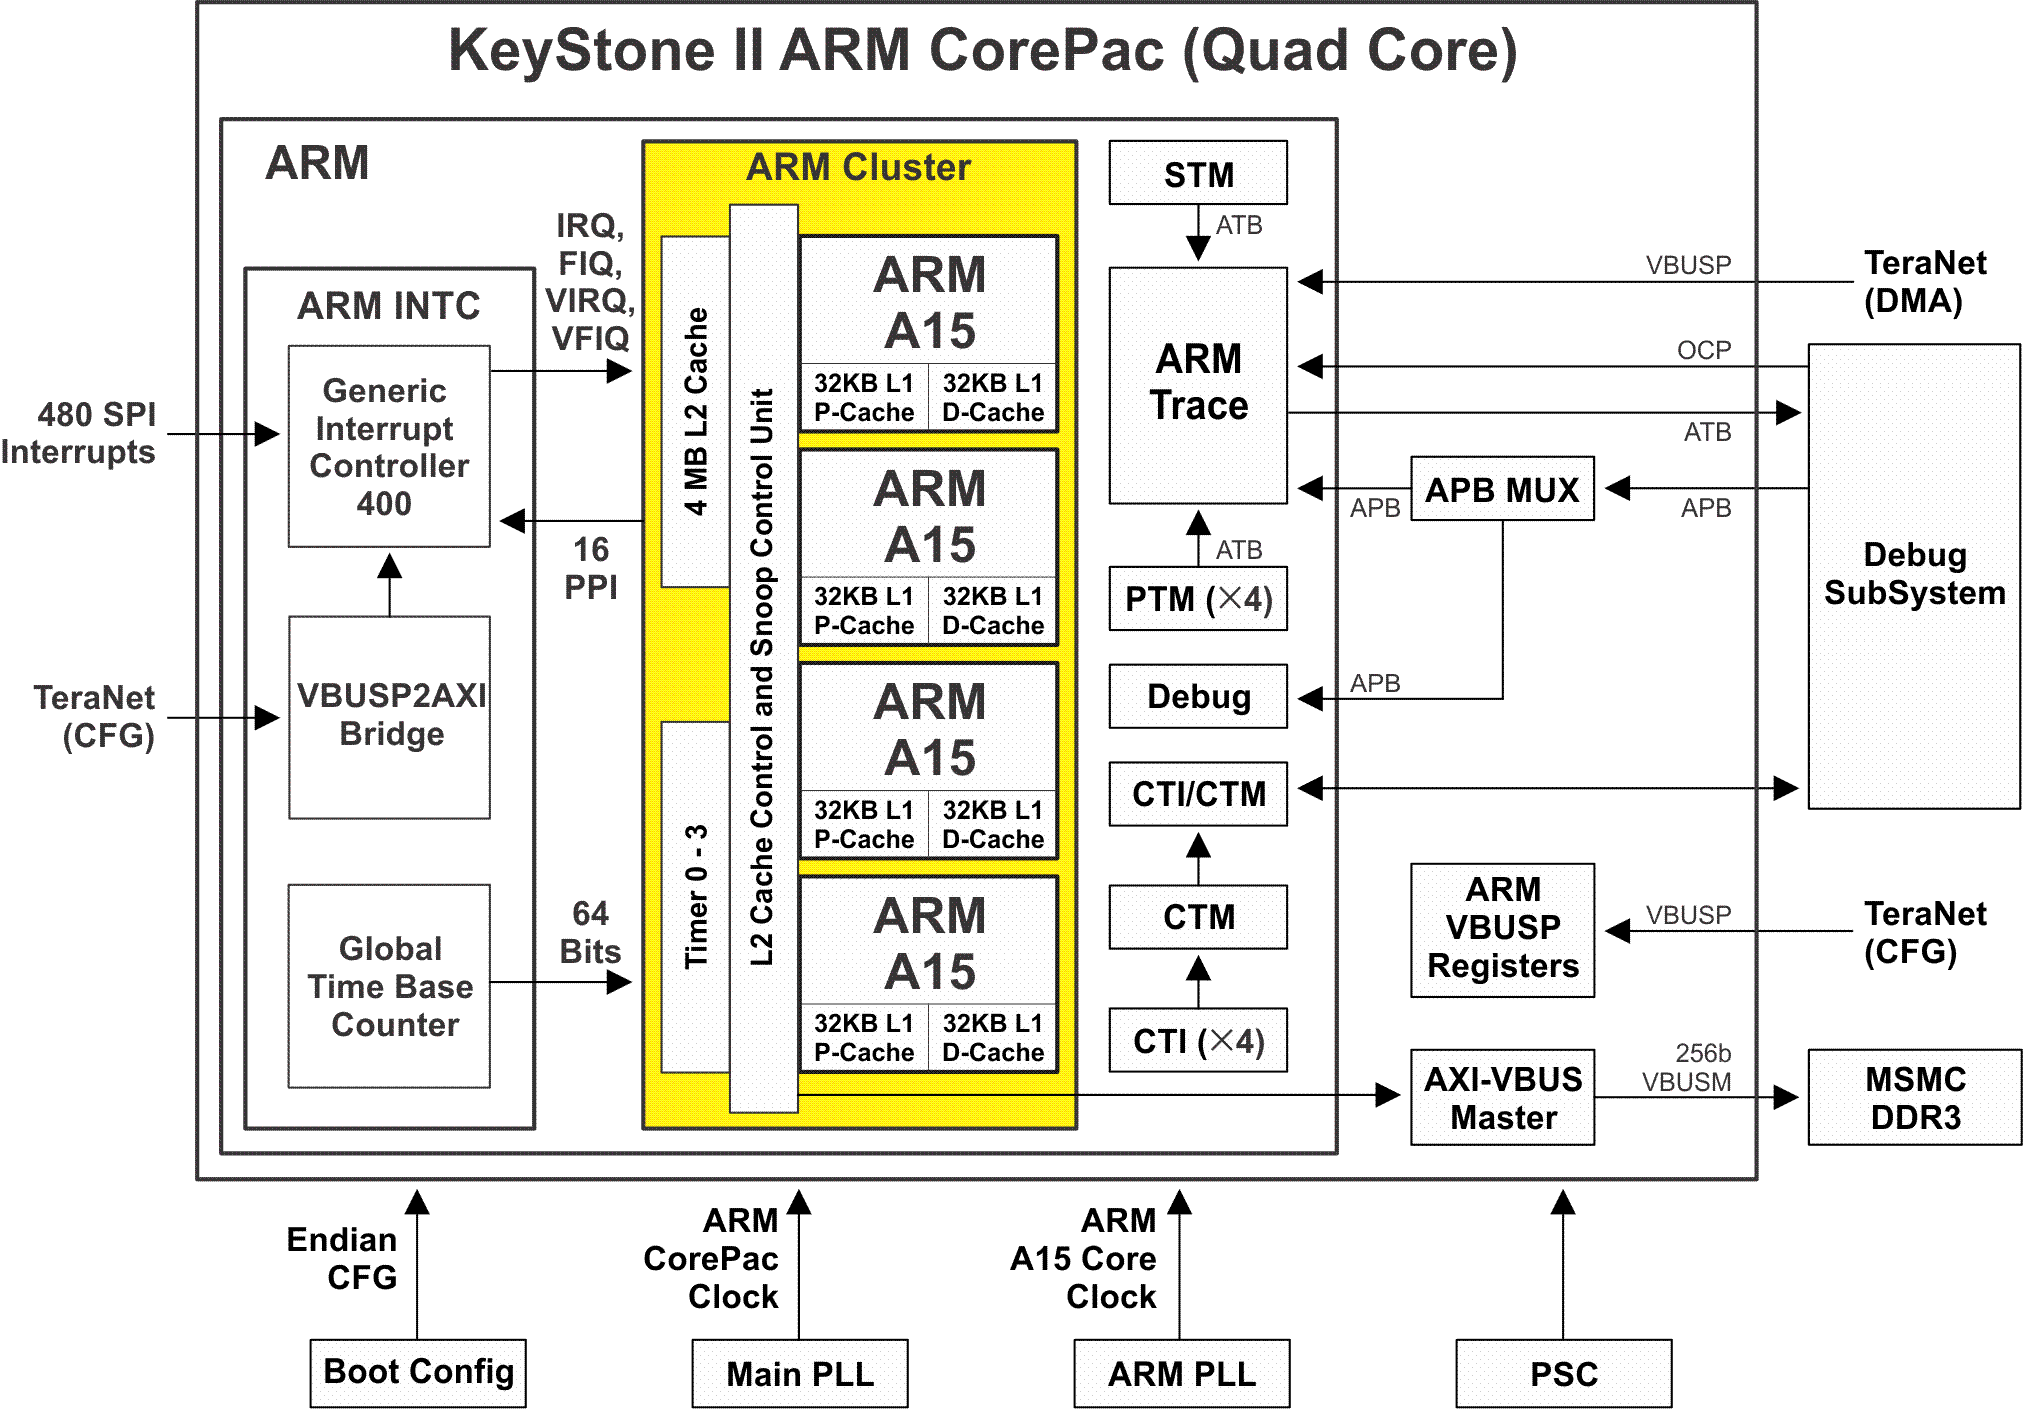 KeyStone II ARM CorePac (Quad Core)
ARM
ARM INTC
Generic
Interrupt
Controller
400
VBUSP2AXI
Bridge
Global
Time Base
Counter
480 SPI
Interrupts
TeraNet
(CFG)
IRQ,
FIQ,
VIRQ,
VFIQ
16
PPI
64
Bits
ARM Cluster
4 MB L2 Cache
Timer 0 - 3
L2 Cache Control and Snoop Control Unit
ARM
A15
32KB L1
P-Cache
32KB L1
D-Cache
ARM
A15
32KB L1
P-Cache
32KB L1
D-Cache
ARM
A15
32KB L1
P-Cache
32KB L1
D-Cache
ARM
A15
32KB L1
P-Cache
32KB L1
D-Cache
STM
ATB
ARM
Trace
ATB
PTM (×4)
Debug
CTI/CTM
CTM
CTI (×4)
VBUSP
TeraNet
(DMA)
OCP
ATB
APB
APB MUX
APB
APB
Debug
SubSystem
ARM
VBUSP
Registers
VBUSP
TeraNet
(CFG)
AXI-VBUS
Master
256b
VBUSM
MSMC
DDR3
Endian
CFG
Boot Config
ARM
CorePac
Clock
Main PLL
ARM
A15 Core
Clock
ARM PLL
PSC